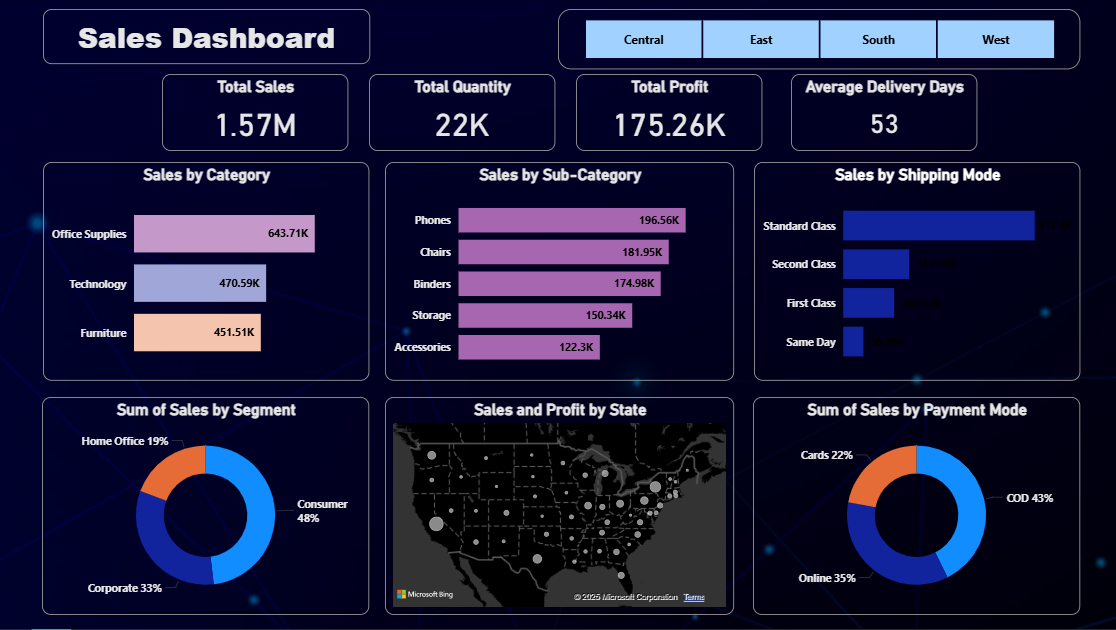 Sales Dashboard
Central
East
South
West
Total Sales
1.57M
Total Quantity
22K
Total Profit
175.26K
Average Delivery Days
53
Sales by Category
Office Supplies
643.71K
Technology
470.59K
Furniture
451.51K
Sales by Sub-Category
Phones
196.56K
Chairs
181.95K
Binders
174.98K
Storage
150.34K
Accessories
122.3K
Sales by Shipping Mode
Standard Class
Second Class
First Class
Same Day
Sum of Sales by Segment
Home Office 19%
Consumer
48%
Corporate 33%
Sales and Profit by State
Microsoft Bing
© 2025 Microsoft Corporation Terms
Sum of Sales by Payment Mode
Cards 22%
COD 43%
Online 35%